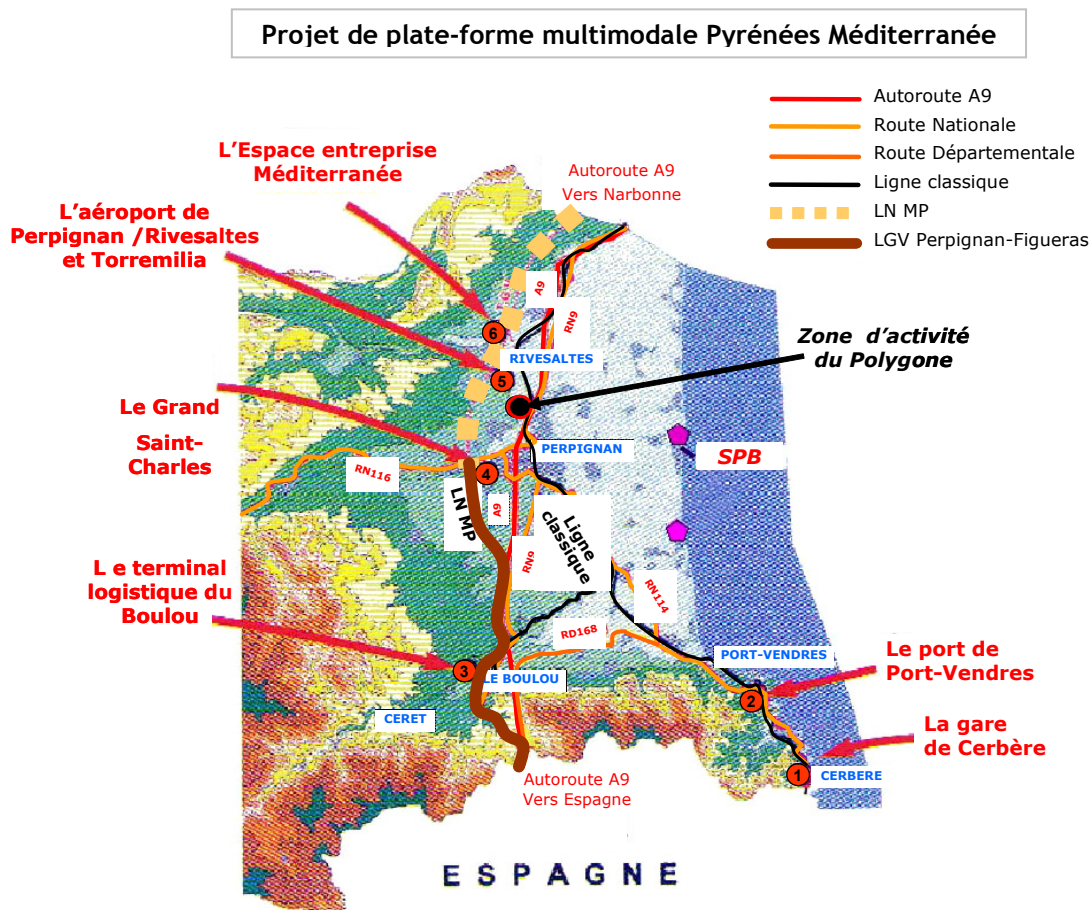 Projet de plate-forme multimodale Pyrénées Méditerranée
Autoroute A9
Route Nationale
Route Départementale
Ligne classique
LN MP
LGV Perpignan-Figueras
L'Espace entreprise
Méditerranée
Autoroute A9
Vers Narbonne
L'aéroport de
Perpignan /Rivesaltes
et Torremilia
A9
RN9
6
RIVESALTES
Zone d'activité
du Polygone
5
Le Grand
Saint-
Charles
PERPIGNAN
SPB
RN116
4
LN MP
A9
RN9
Ligne
classique
L e terminal
logistique du
Boulou
RN114
RD168
PORT-VENDRES
Le port de
Port-Vendres
3
LE BOULOU
2
CERET
La gare
de Cerbère
1
CERBERE
Autoroute A9
Vers Espagne
ESPAGNE